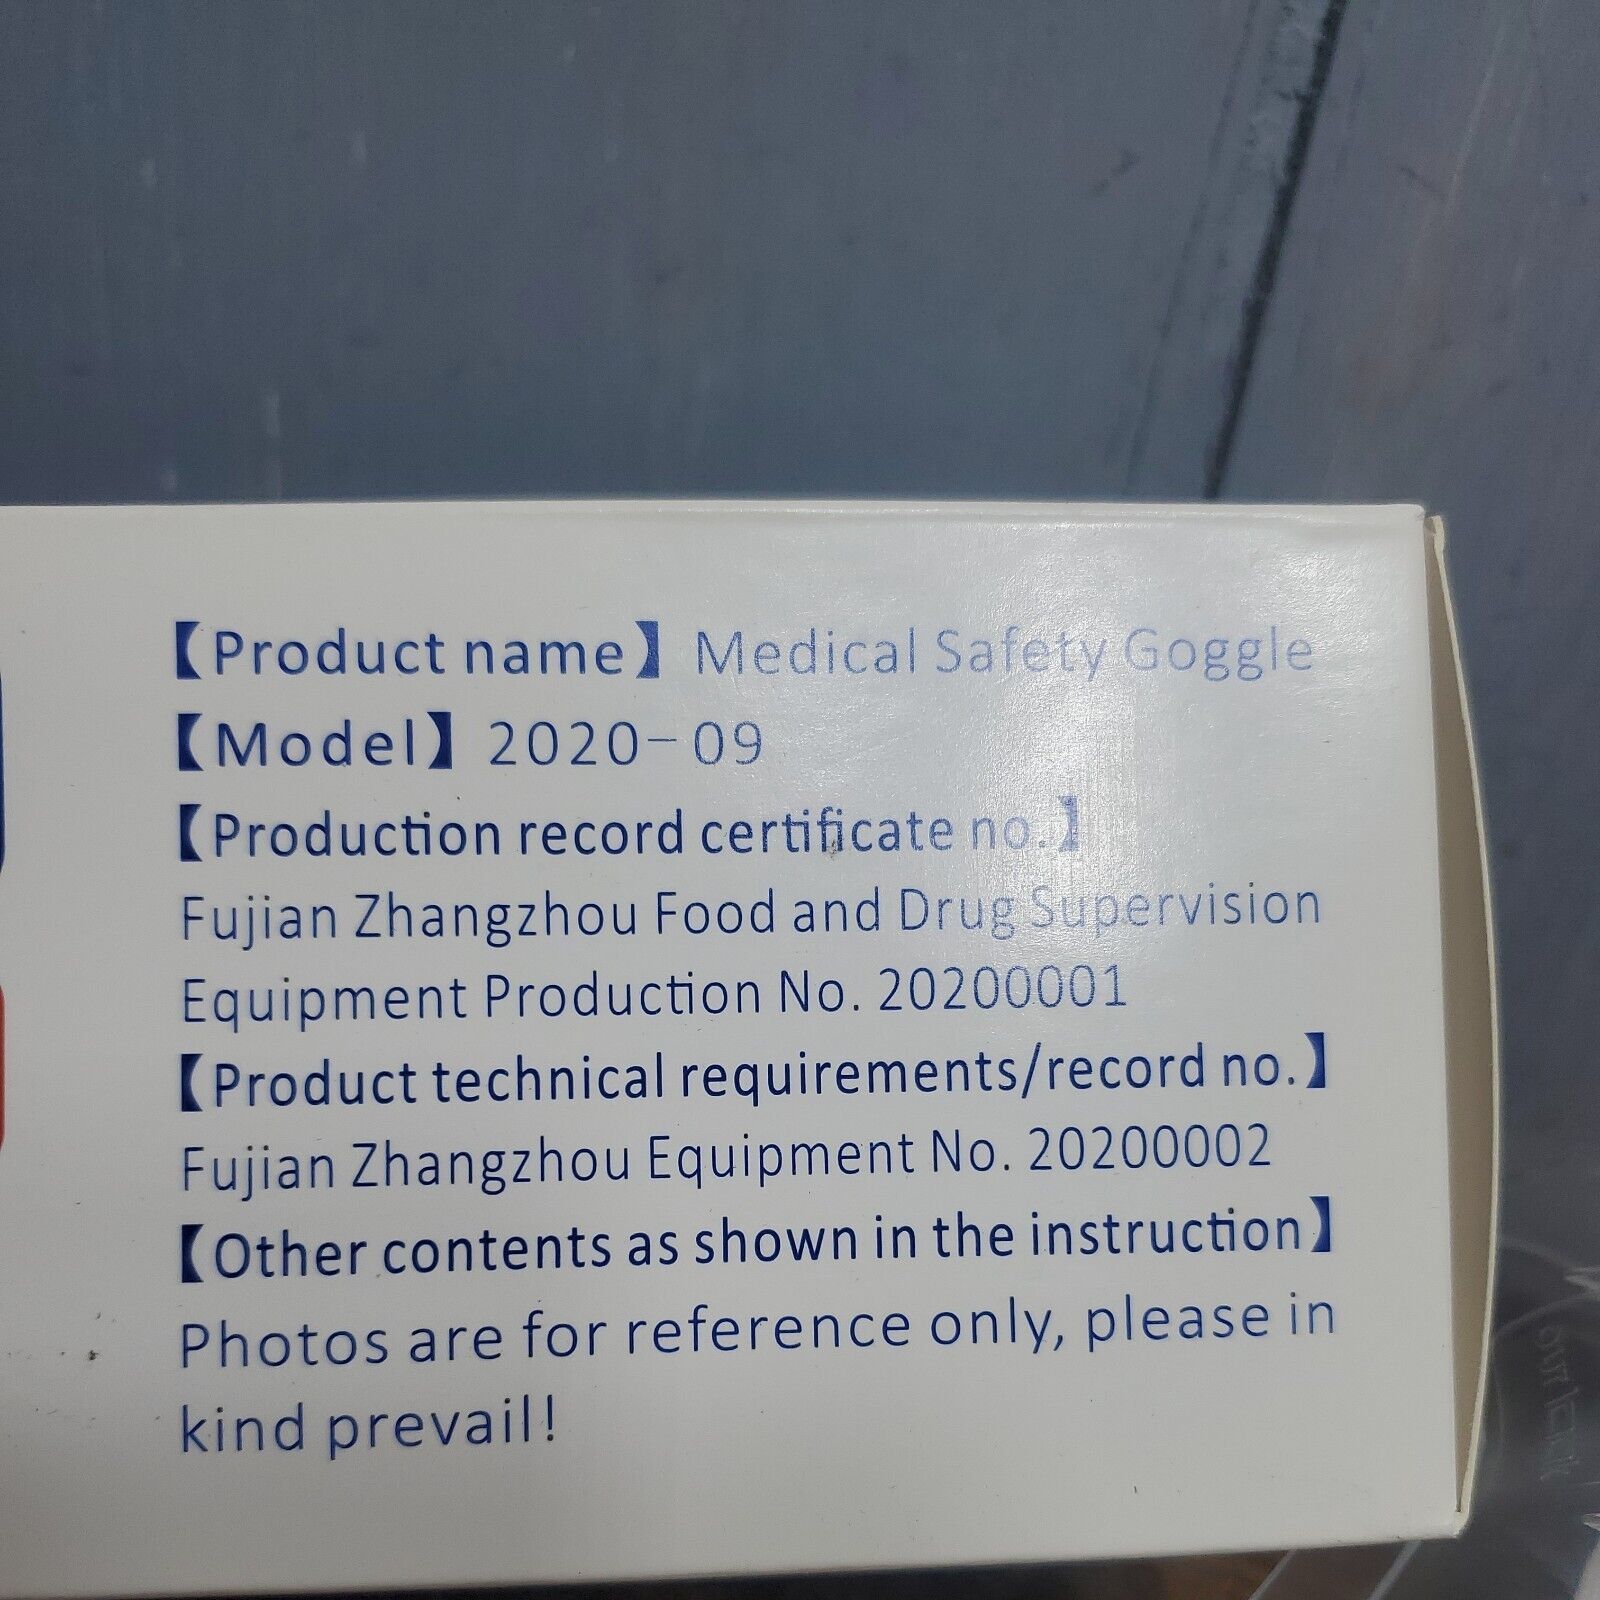 【Product name】 Medical Safety Goggle
【Model】 2020-09
【Production record certificate no.】
Fujian Zhangzhou Food and Drug Supervision
Equipment Production No. 20200001
【Product technical requirements/record no.】
Fujian Zhangzhou Equipment No. 20200002
【Other contents as shown in the instruction】
Photos are for reference only, please in
kind prevail!